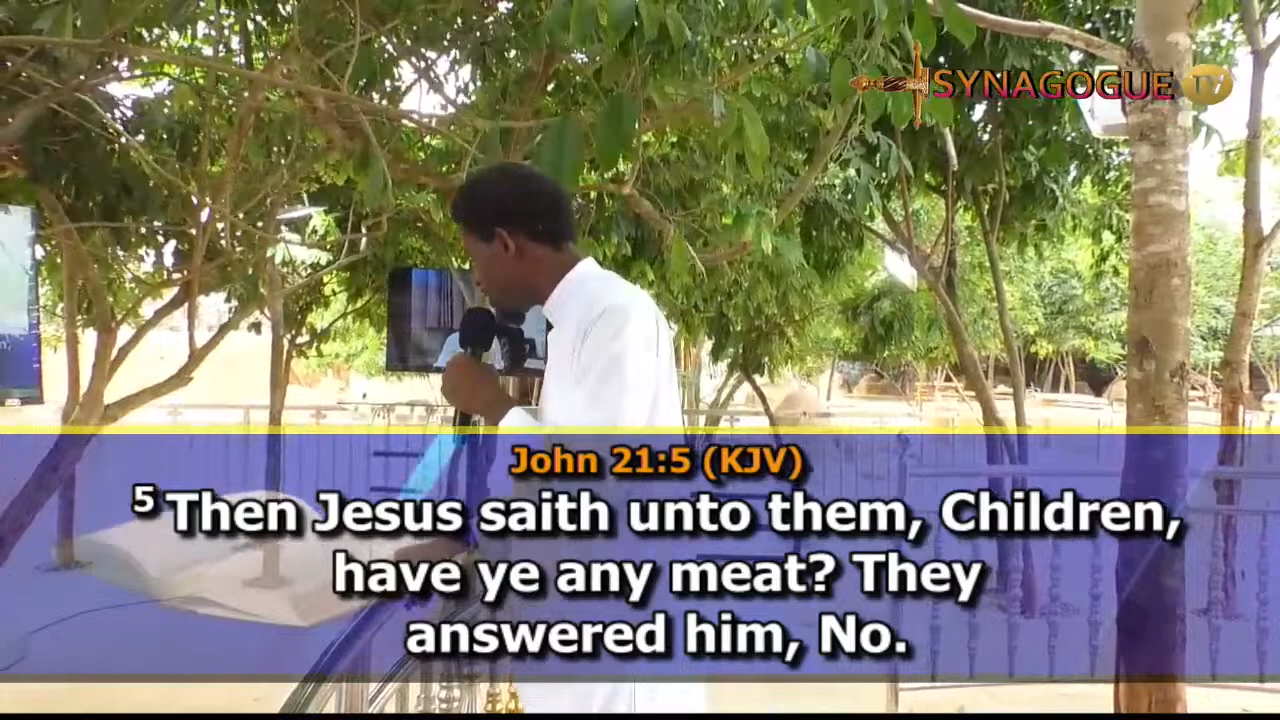 SYNAGOGUE TV
John 21:5 (KJV)
5 Then Jesus saith unto them, Children,
have ye any meat? They
answered him, No.